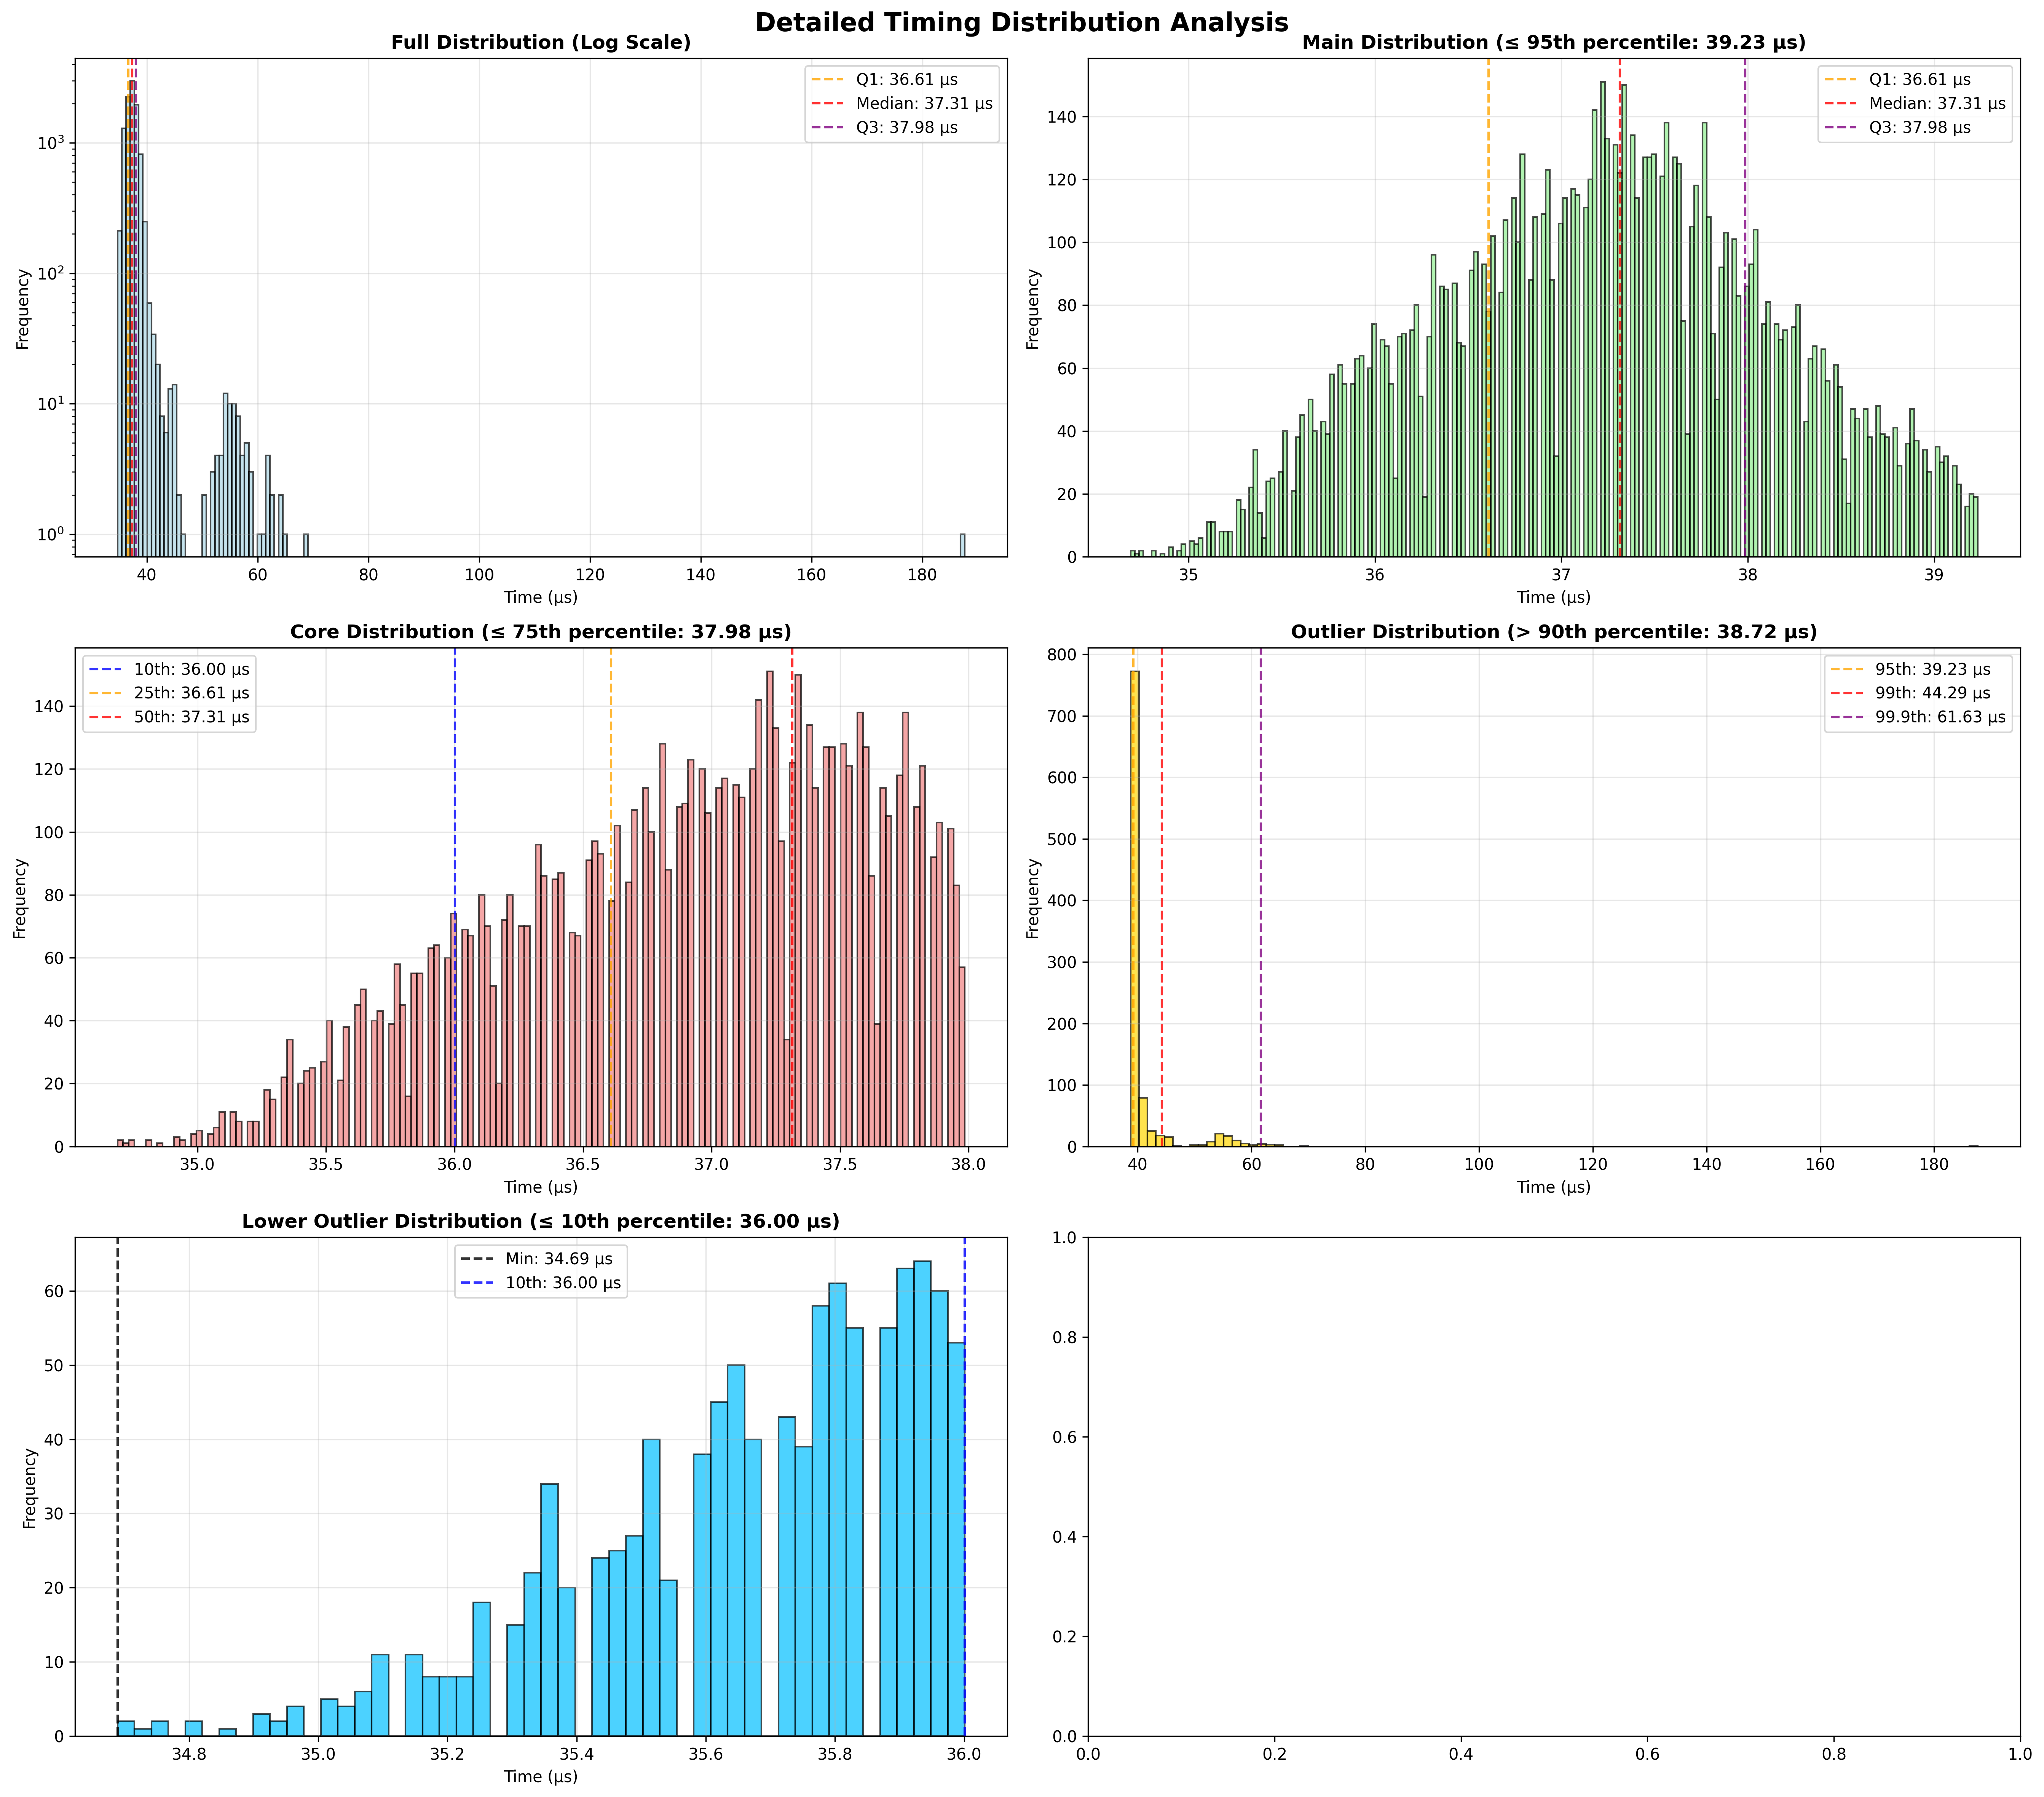 Detailed Timing Distribution Analysis
Full Distribution (Log Scale)
Q1: 36.61 µs
Median: 37.31 µs
Q3: 37.98 µs
10³
10²
10¹
10⁰
Frequency
40 60 80 100 120 140 160 180
Time (µs)
Main Distribution (≤ 95th percentile: 39.23 µs)
Q1: 36.61 µs
Median: 37.31 µs
Q3: 37.98 µs
140
120
100
80
60
40
20
0
Frequency
35 36 37 38 39
Time (µs)
Core Distribution (≤ 75th percentile: 37.98 µs)
10th: 36.00 µs
25th: 36.61 µs
50th: 37.31 µs
140
120
100
80
60
40
20
0
Frequency
35.0 35.5 36.0 36.5 37.0 37.5 38.0
Time (µs)
Outlier Distribution (> 90th percentile: 38.72 µs)
95th: 39.23 µs
99th: 44.29 µs
99.9th: 61.63 µs
800
700
600
500
400
300
200
100
0
Frequency
40 60 80 100 120 140 160 180
Time (µs)
Lower Outlier Distribution (≤ 10th percentile: 36.00 µs)
Min: 34.69 µs
10th: 36.00 µs
60
50
40
30
20
10
0
Frequency
34.8 35.0 35.2 35.4 35.6 35.8 36.0
Time (µs)
1.0
0.8
0.6
0.4
0.2
0.0
0.0 0.2 0.4 0.6 0.8 1.0